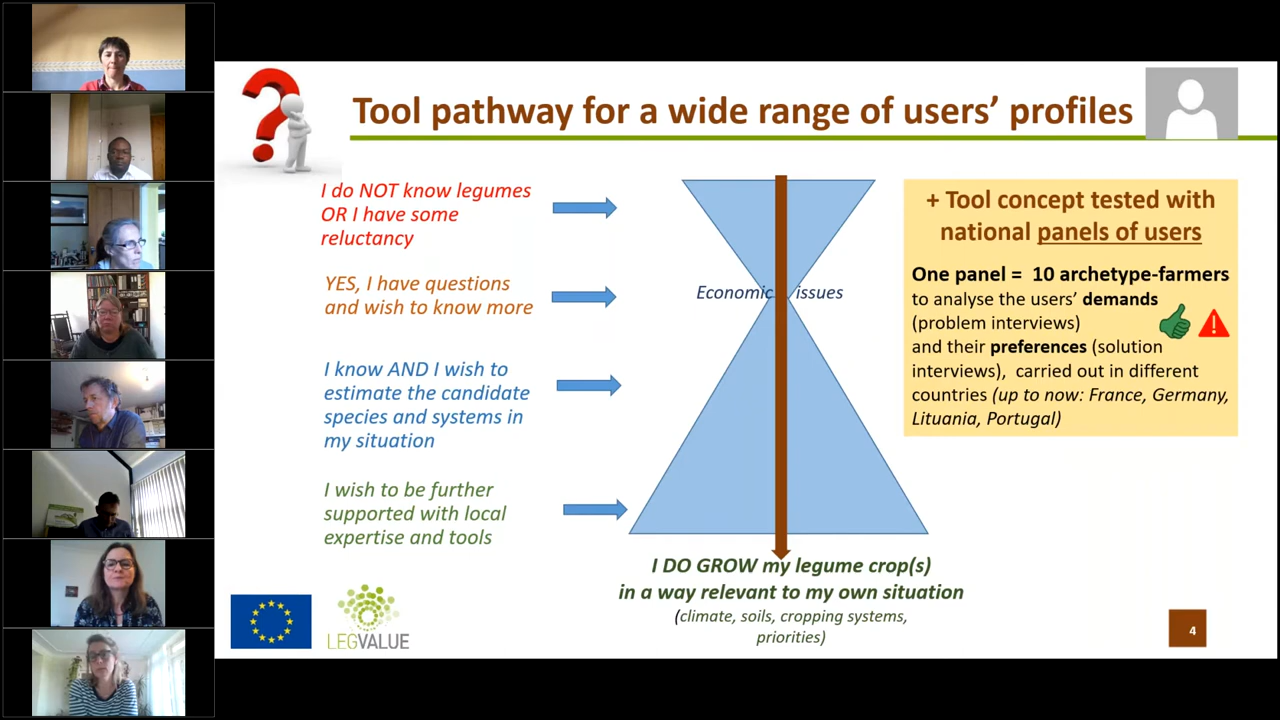 Tool pathway for a wide range of users' profiles
I do NOT know legumes
OR I have some
reluctancy
YES, I have questions
and wish to know more
I know AND I wish to
estimate the candidate
species and systems in
my situation
I wish to be further
supported with local
expertise and tools
Economic issues
I DO GROW my legume crop(s)
in a way relevant to my own situation
(climate, soils, cropping systems,
priorities)
+ Tool concept tested with
national panels of users
One panel = 10 archetype-farmers
to analyse the users' demands
(problem interviews)
and their preferences (solution
interviews), carried out in different
countries (up to now: France, Germany,
Lituania, Portugal)
LEGVALUE
4